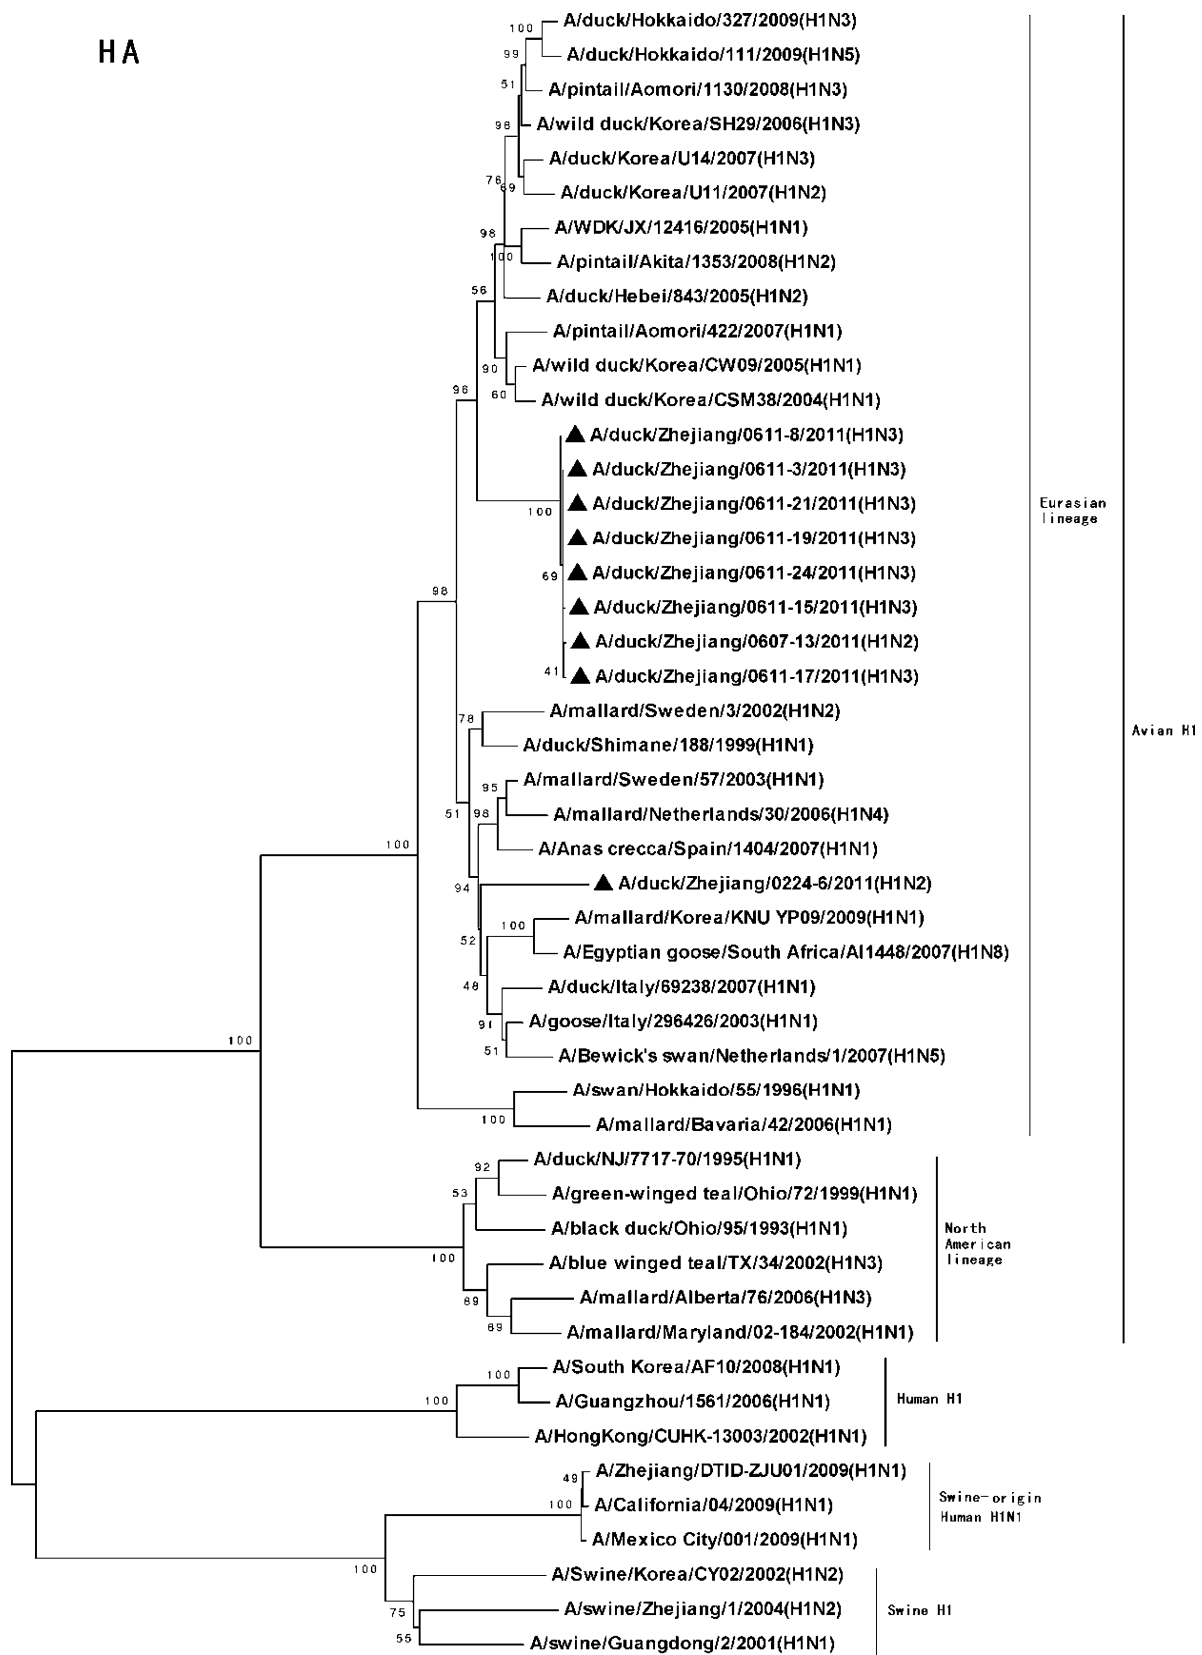 HA
100
A/duck/Hokkaido/327/2009(H1N3)
99
A/duck/Hokkaido/111/2009(H1N5)
51
A/pintail/Aomori/1130/2008(H1N3)
96
A/wild duck/Korea/SH29/2006(H1N3)
A/duck/Korea/U14/2007(H1N3)
76
69
A/duck/Korea/U11/2007(H1N2)
98
A/WDK/JX/12416/2005(H1N1)
100
A/pintail/Akita/1353/2008(H1N2)
56
A/duck/Hebei/843/2005(H1N2)
A/pintail/Aomori/422/2007(H1N1)
90
A/wild duck/Korea/CW09/2005(H1N1)
96
60
A/wild duck/Korea/CSM38/2004(H1N1)
A/duck/Zhejiang/0611-8/2011(H1N3)
A/duck/Zhejiang/0611-3/2011(H1N3)
A/duck/Zhejiang/0611-21/2011(H1N3)
100
A/duck/Zhejiang/0611-19/2011(H1N3)
A/duck/Zhejiang/0611-24/2011(H1N3)
69
A/duck/Zhejiang/0611-15/2011(H1N3)
A/duck/Zhejiang/0607-13/2011(H1N2)
41
A/duck/Zhejiang/0611-17/2011(H1N3)
98
Eurasian
lineage
Avian H1
78
A/mallard/Sweden/3/2002(H1N2)
A/duck/Shimane/188/1999(H1N1)
95
A/mallard/Sweden/57/2003(H1N1)
51
98
A/mallard/Netherlands/30/2006(H1N4)
100
A/Anas crecca/Spain/1404/2007(H1N1)
94
A/duck/Zhejiang/0224-6/2011(H1N2)
100
A/mallard/Korea/KNU YP09/2009(H1N1)
52
A/Egyptian goose/South Africa/AI1448/2007(H1N8)
48
A/duck/Italy/69238/2007(H1N1)
91
A/goose/Italy/296426/2003(H1N1)
51
A/Bewick's swan/Netherlands/1/2007(H1N5)
100
A/swan/Hokkaido/55/1996(H1N1)
100
A/mallard/Bavaria/42/2006(H1N1)
92
A/duck/NJ/7717-70/1995(H1N1)
53
A/green-winged teal/Ohio/72/1999(H1N1)
A/black duck/Ohio/95/1993(H1N1)
100
A/blue winged teal/TX/34/2002(H1N3)
89
A/mallard/Alberta/76/2006(H1N3)
69
A/mallard/Maryland/02-184/2002(H1N1)
North
American
lineage
100
A/South Korea/AF10/2008(H1N1)
100
A/Guangzhou/1561/2006(H1N1)
A/HongKong/CUHK-13003/2002(H1N1)
Human H1
49
A/Zhejiang/DTID-ZJU01/2009(H1N1)
100
A/California/04/2009(H1N1)
A/Mexico City/001/2009(H1N1)
Swine-origin
Human H1N1
100
A/Swine/Korea/CY02/2002(H1N2)
75
A/swine/Zhejiang/1/2004(H1N2)
55
A/swine/Guangdong/2/2001(H1N1)
Swine H1